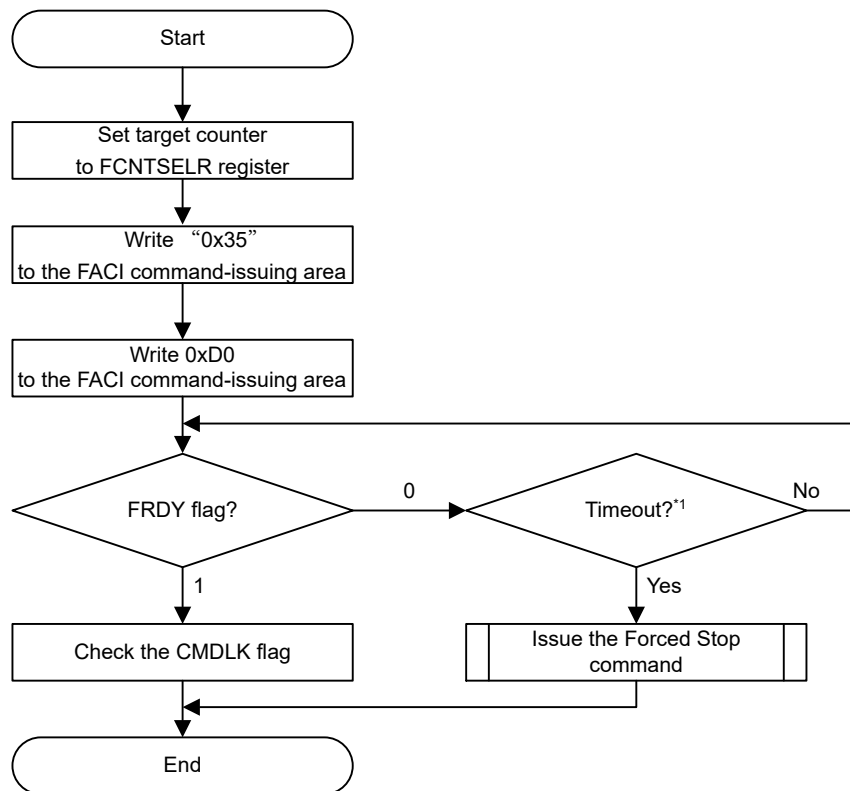 Start
Set target counter
to FCNTSELR register
Write “0x35”
to the FACI command-issuing area
Write 0xD0
to the FACI command-issuing area
FRDY flag?
0
Timeout?*1
No
1
Yes
Check the CMDLK flag
Issue the Forced Stop
command
End